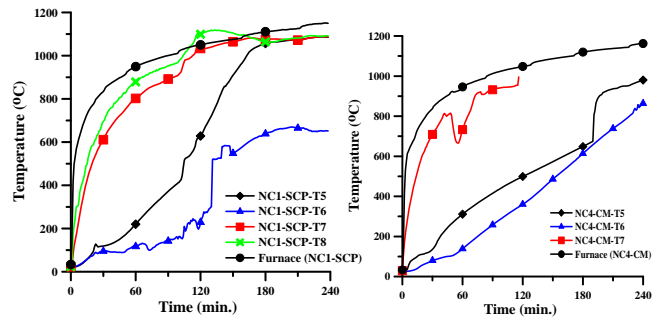 1200
1000
800
600
400
200
0
Temperature (ºC)
0 60 120 180 240
Time (min.)
NC1-SCP-T5
NC1-SCP-T6
NC1-SCP-T7
NC1-SCP-T8
Furnace (NC1-SCP)
1200
1000
800
600
400
200
0
Temperature (ºC)
0 60 120 180 240
Time (min.)
NC4-CM-T5
NC4-CM-T6
NC4-CM-T7
Furnace (NC4-CM)